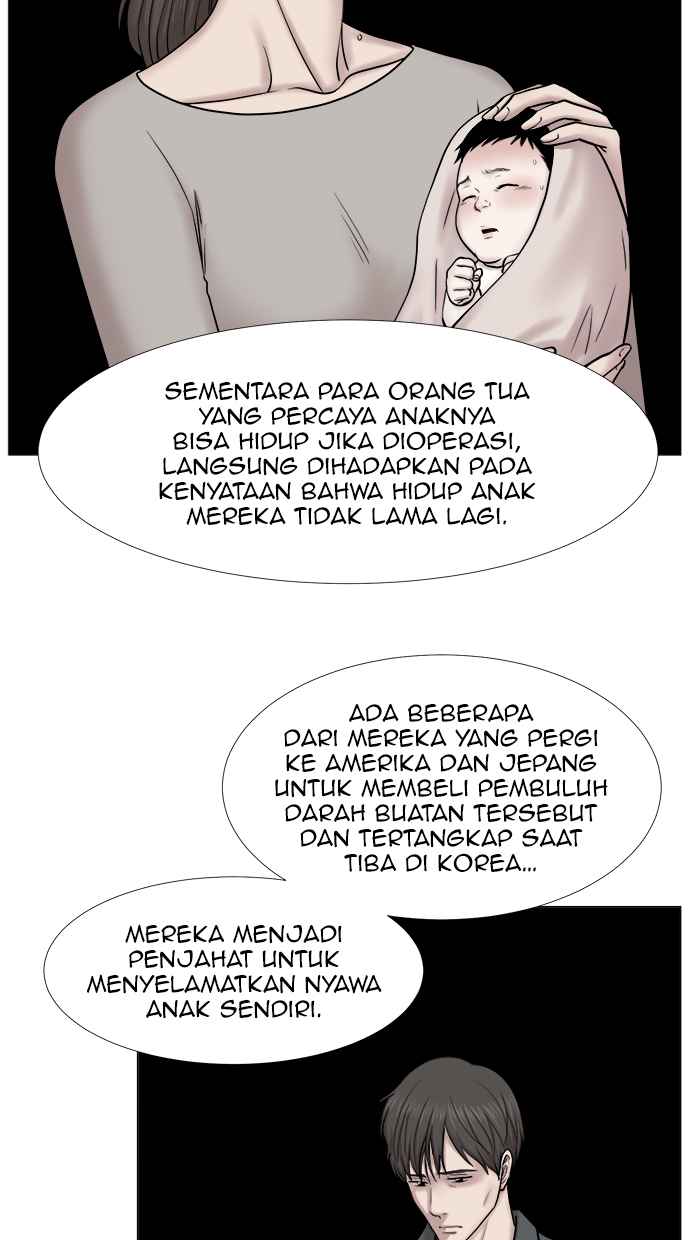 SEMENTARA PARA ORANG TUA
YANG PERCAYA ANAKNYA
BISA HIDUP JIKA DIOPERASI,
LANGSUNG DIHADAPKAN PADA
KENYATAAN BAHWA HIDUP ANAK
MEREKA TIDAK LAMA LAGI.
ADA BEBERAPA
DARI MEREKA YANG PERGI
KE AMERIKA DAN JEPANG
UNTUK MEMBELI PEMBULUH
DARAH BUATAN TERSEBUT
DAN TERTANGKAP SAAT
TIBA DI KOREA...
MEREKA MENJADI
PENJAHAT UNTUK
MENYELAMATKAN NYAWA
ANAK SENDIRI.